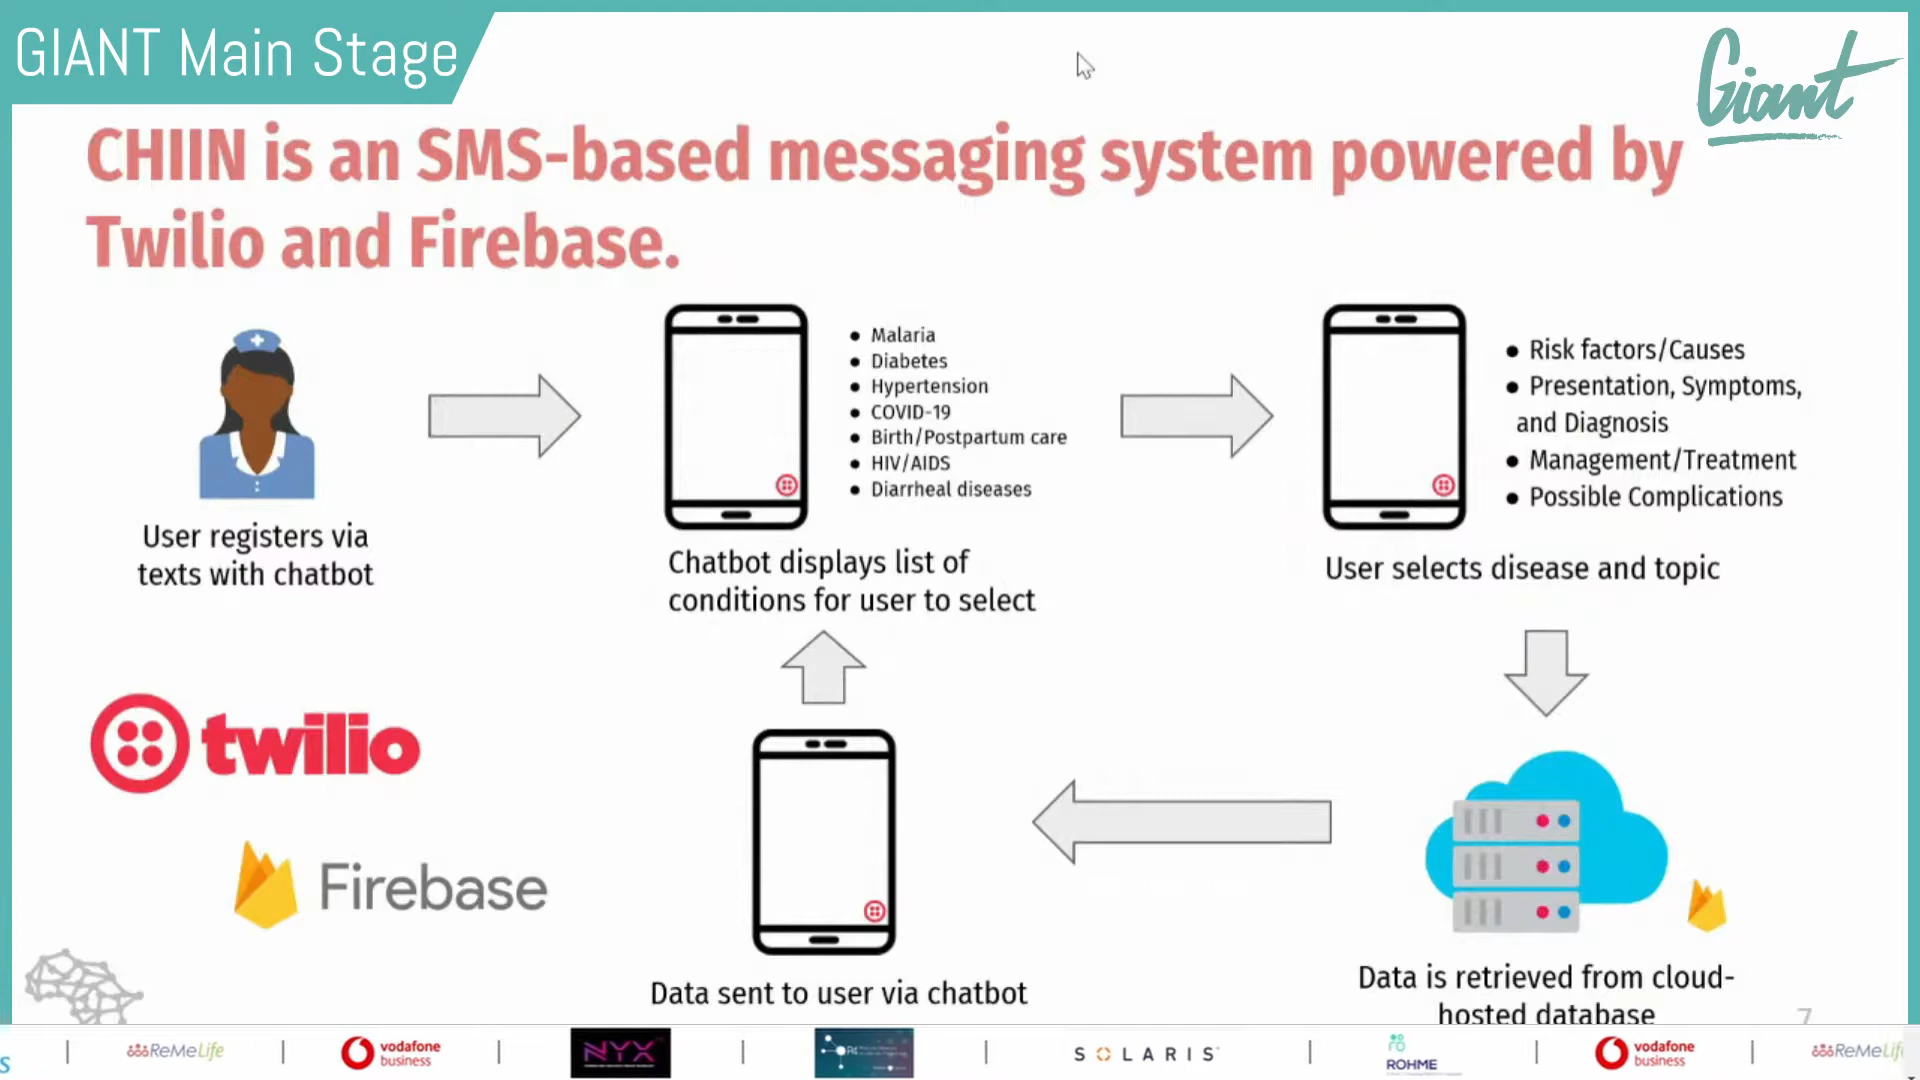 GIANT Main Stage
Giant
CHIIN is an SMS-based messaging system powered by
Twilio and Firebase.
User registers via
texts with chatbot
● Malaria
● Diabetes
● Hypertension
● COVID-19
● Birth/Postpartum care
● HIV/AIDS
● Diarrheal diseases
Chatbot displays list of
conditions for user to select
● Risk factors/Causes
● Presentation, Symptoms,
and Diagnosis
● Management/Treatment
● Possible Complications
User selects disease and topic
twilio
Firebase
Data sent to user via chatbot
Data is retrieved from cloud-
hosted database
7
S | ReMeLife | vodafone business | NYX | | SOLARIS | ROHME | vodafone business | ReMeLif